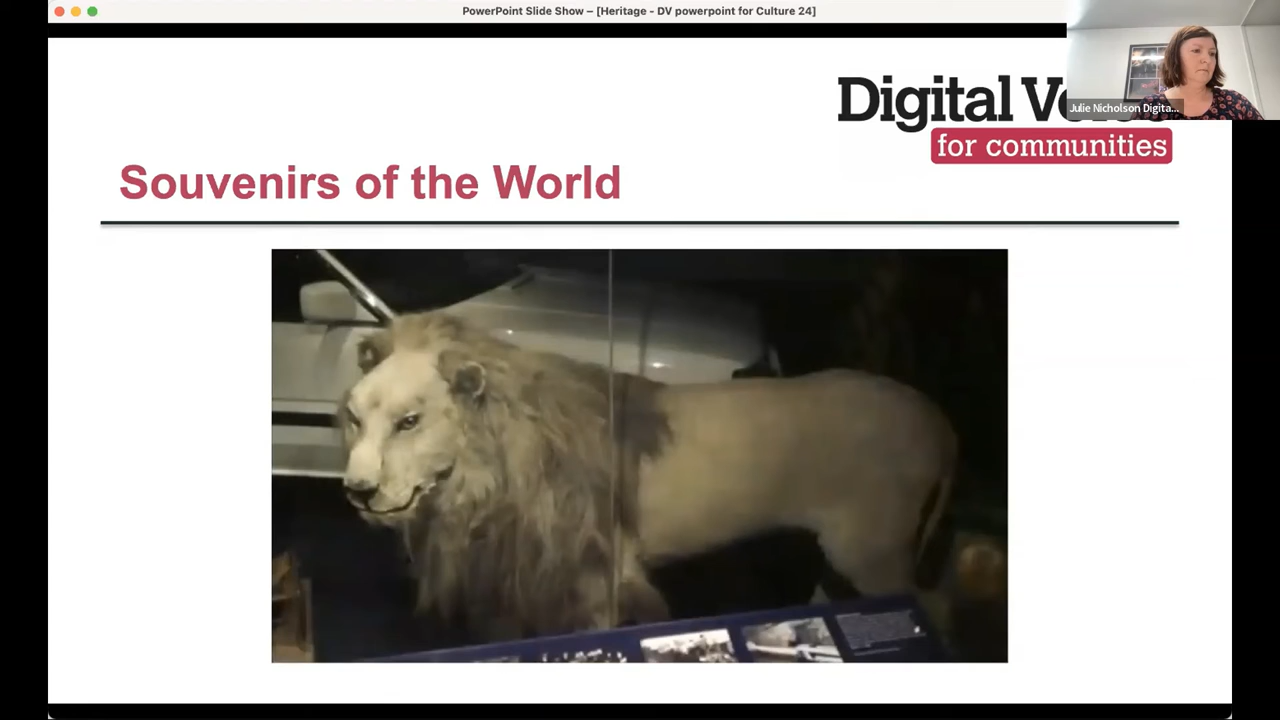 PowerPoint Slide Show – [Heritage - DV powerpoint for Culture 24]
Digital
for communities
Julie Nicholson Digita...
Souvenirs of the World